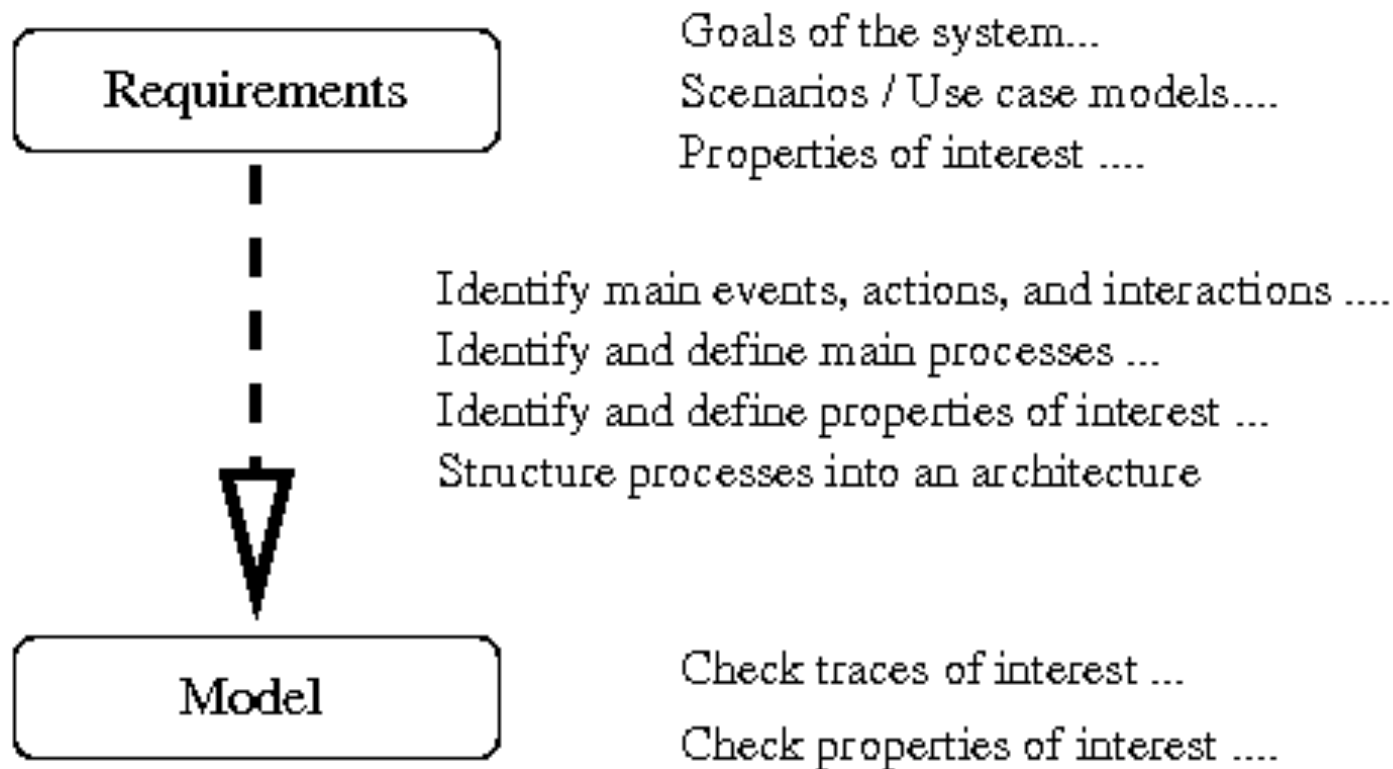 Requirements
Goals of the system...
Scenarios / Use case models....
Properties of interest ....
Identify main events, actions, and interactions ....
Identify and define main processes ...
Identify and define properties of interest ...
Structure processes into an architecture
Model
Check traces of interest ...
Check properties of interest ....